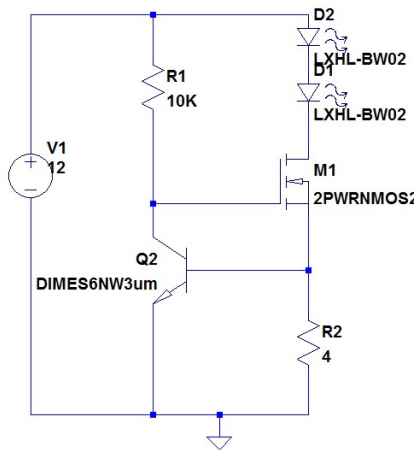 D2
LXHL-BW02
D1
LXHL-BW02
R1
10K
V1
12
M1
2PWRNMOS2
Q2
DIMES6NW3um
R2
4